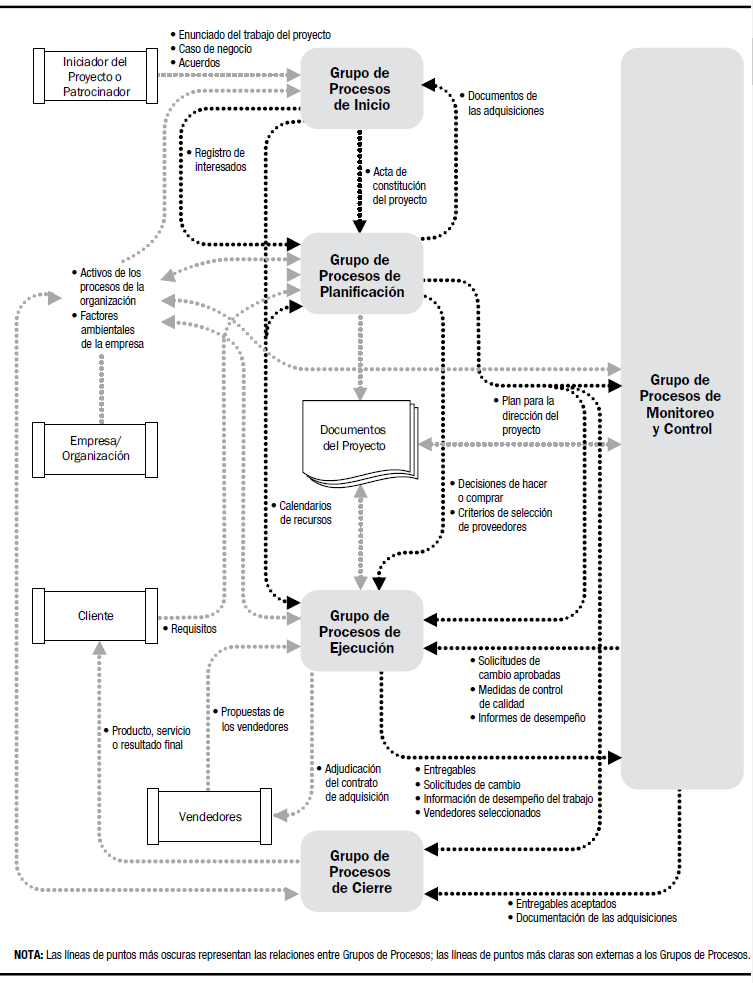 • Enunciado del trabajo del proyecto
• Caso de negocio
• Acuerdos
Iniciador del
Proyecto o
Patrocinador
Grupo de
Procesos
de Inicio
• Documentos de
las adquisiciones
• Registro de
interesados
• Acta de
constitución
del proyecto
Grupo de
Procesos de
Planificación
• Activos de los
procesos de la
organización
• Factores
ambientales
de la empresa
Grupo de
Procesos de
Monitoreo
y Control
• Plan para la
dirección del
proyecto
Documentos
del Proyecto
Empresa/
Organización
• Decisiones de hacer
o comprar
• Criterios de selección
de proveedores
• Calendarios
de recursos
Cliente
• Requisitos
Grupo de
Procesos de
Ejecución
• Solicitudes de
cambio aprobadas
• Medidas de control
de calidad
• Informes de desempeño
• Propuestas de
los vendedores
• Producto, servicio
o resultado final
• Adjudicación
del contrato
de adquisición
• Entregables
• Solicitudes de cambio
• Información de desempeño del trabajo
• Vendedores seleccionados
Vendedores
Grupo de
Procesos
de Cierre
• Entregables aceptados
• Documentación de las adquisiciones
NOTA: Las líneas de puntos más oscuras representan las relaciones entre Grupos de Procesos; las líneas de puntos más claras son externas a los Grupos de Procesos.